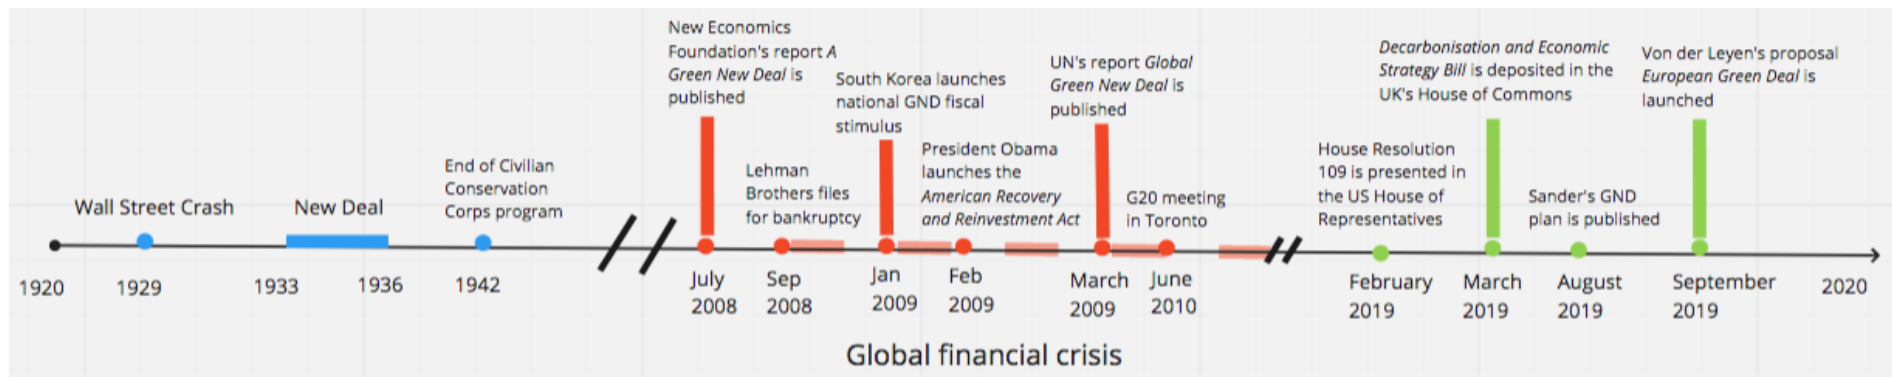 New Economics
Foundation's report A
Green New Deal is
published
South Korea launches
national GND fiscal
stimulus
UN's report Global
Green New Deal is
published
Decarbonisation and Economic
Strategy Bill is deposited in the
UK's House of Commons
Von der Leyen's proposal
European Green Deal is
launched
Wall Street Crash
New Deal
End of Civilian
Conservation
Corps program
Lehman
Brothers files
for bankruptcy
President Obama
launches the
American Recovery
and Reinvestment Act
G20 meeting
in Toronto
House Resolution
109 is presented in
the US House of
Representatives
Sander's GND
plan is published
1920
1929
1933
1936
1942
July
2008
Sep
2008
Jan
2009
Feb
2009
March
2009
June
2010
February
2019
March
2019
August
2019
September
2019
2020
Global financial crisis